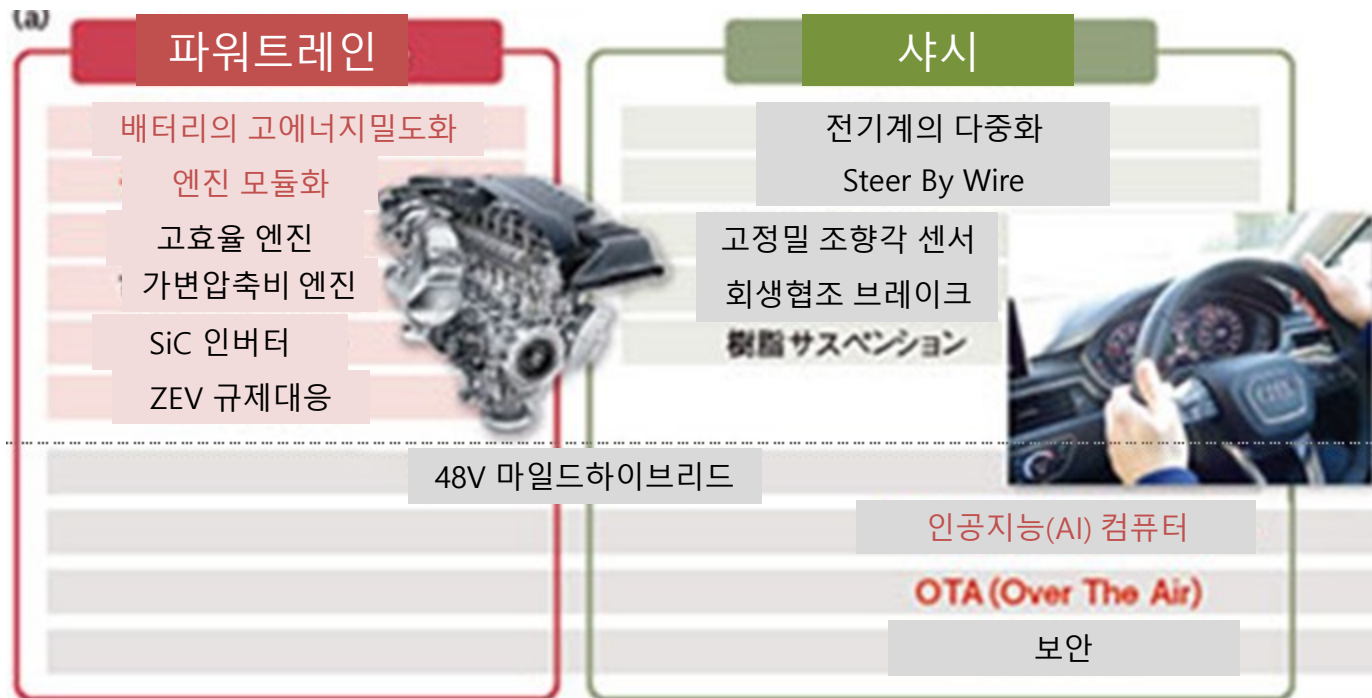 (a)
파워트레인
배터리의 고에너지밀도화
엔진 모듈화
고효율 엔진
가변압축비 엔진
SiC 인버터
ZEV 규제대응
샤시
전기계의 다중화
Steer By Wire
고정밀 조향각 센서
회생협조 브레이크
樹脂サスペンション
48V 마일드하이브리드
인공지능(AI) 컴퓨터
OTA (Over The Air)
보안